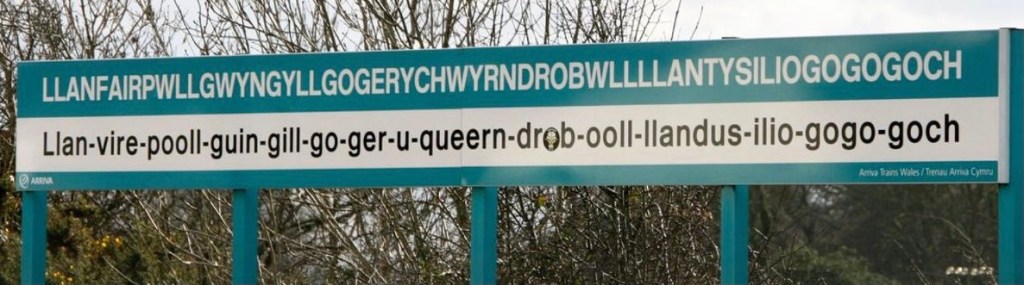 LLANFAIRPWLLGWYNGYLLGOGERYCHWYRNDROBWLLLLANTYSILIOGOGOGOCH
Llan-vire-pooll-guin-gill-go-ger-u-queern-drob-ooll-llandus-ilio-gogo-goch
ARRIVA
Arriva Trains Wales / Trenau Arriva Cymru